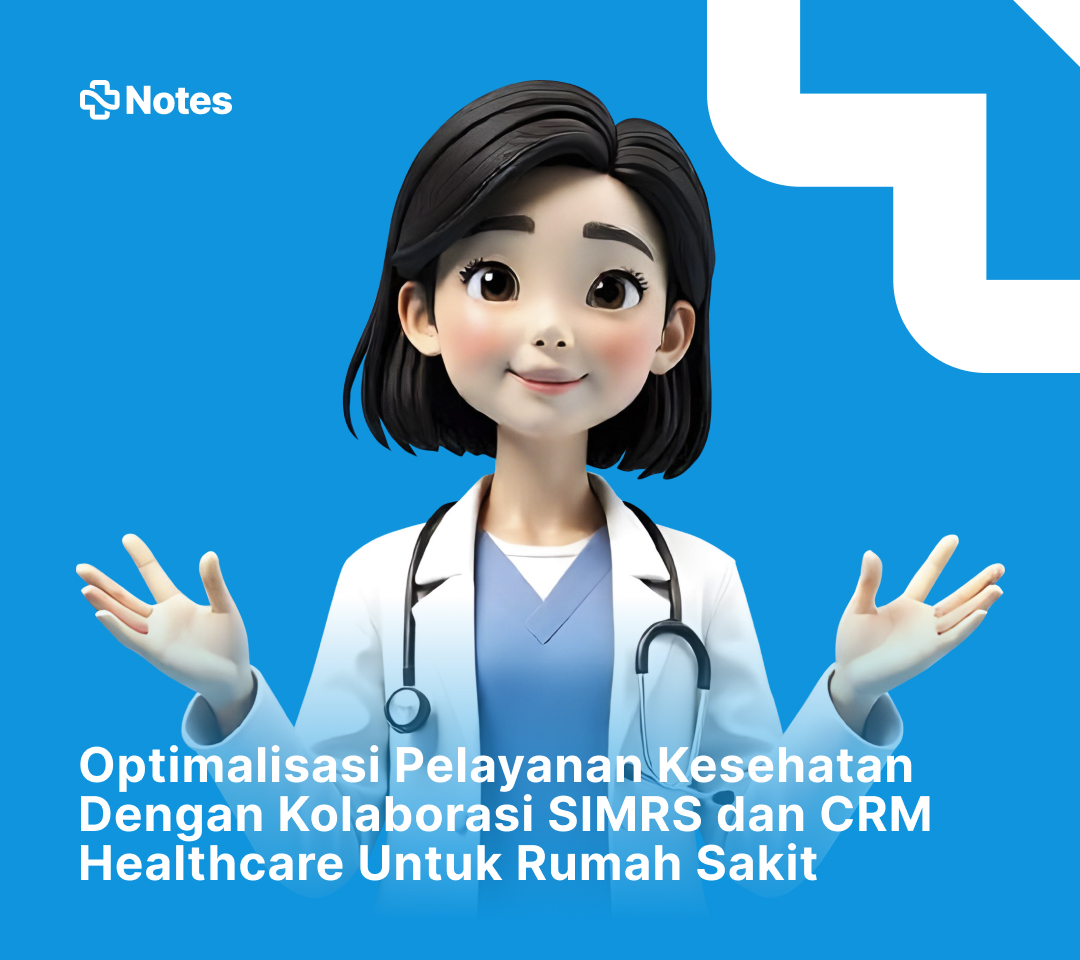 Notes
Optimalisasi Pelayanan Kesehatan
Dengan Kolaborasi SIMRS dan CRM
Healthcare Untuk Rumah Sakit